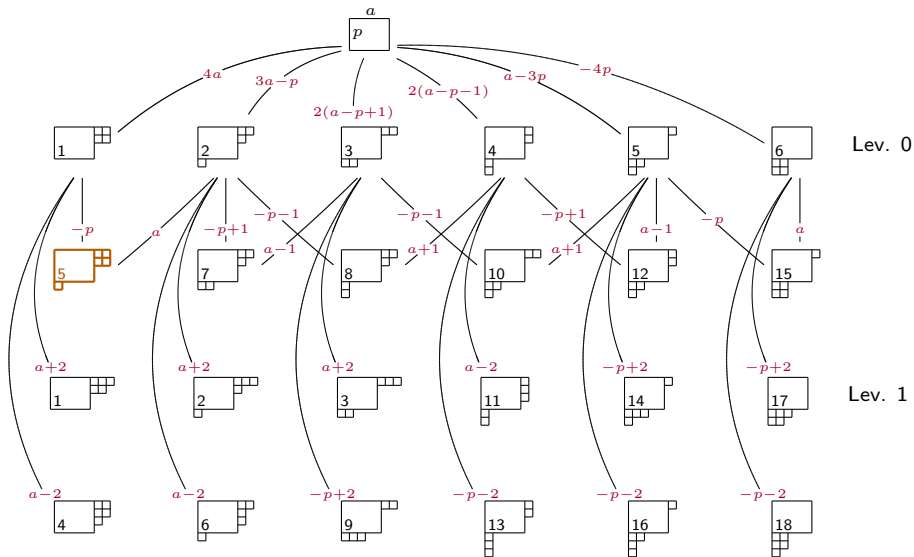 a
p
4a 3a−p 2(a−p+1) 2(a−p−1) a−3p −4p
1 2 3 4 5 6 Lev. 0
−p a −p+1 −p−1 a−1 −p−1 a+1 −p+1 a−1 −p a
5 7 8 10 12 15
a+2 a+2 a+2 a−2 −p+2 −p+2
1 2 3 11 14 17 Lev. 1
a−2 a−2 −p+2 −p−2 −p−2 −p−2
4 6 9 13 16 18